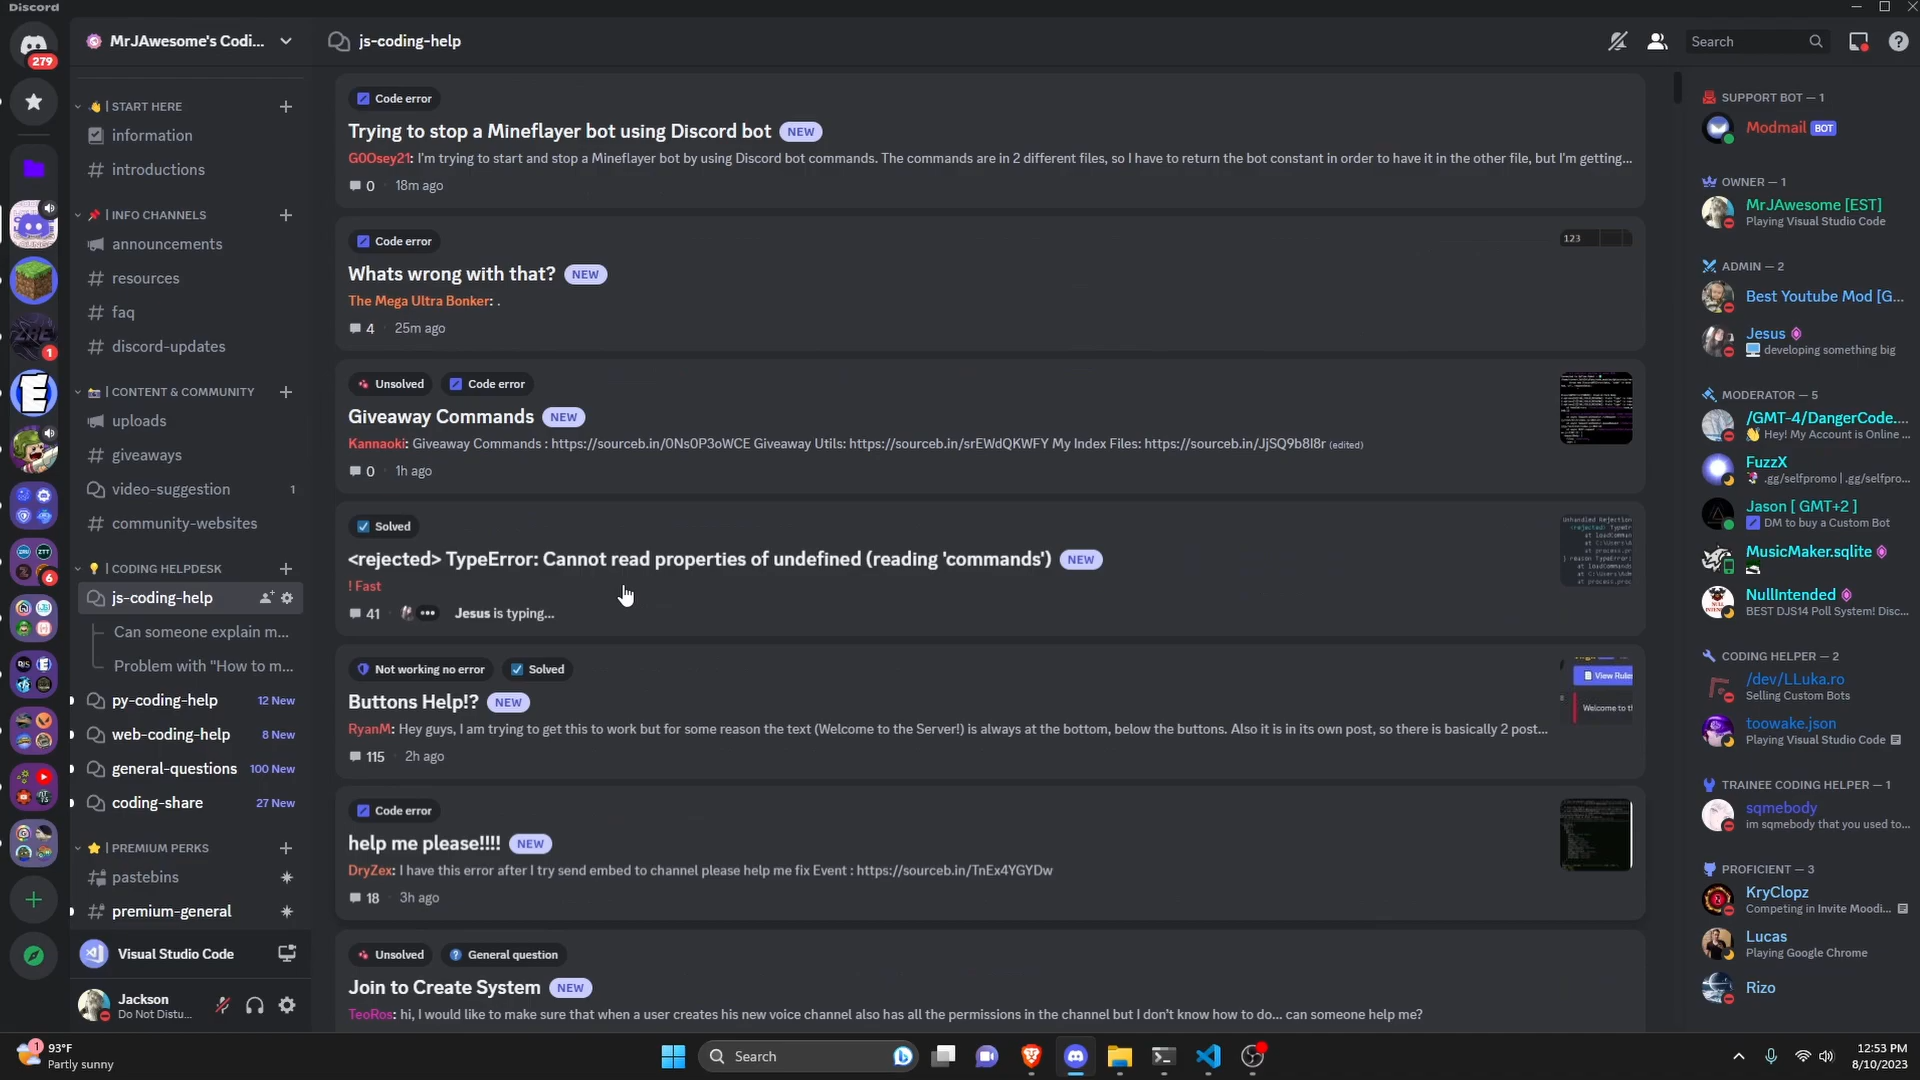 Discord
279
1
6
MrJAwesome's Codi...
| START HERE
information
introductions
| INFO CHANNELS
announcements
resources
faq
discord-updates
| CONTENT & COMMUNITY
uploads
giveaways
video-suggestion 1
community-websites
| CODING HELPDESK
js-coding-help
Can someone explain m...
Problem with "How to m...
py-coding-help 12 New
web-coding-help 8 New
general-questions 100 New
coding-share 27 New
| PREMIUM PERKS
pastebins
premium-general
Visual Studio Code
Jackson
Do Not Distu...
js-coding-help
Search
Code error
Trying to stop a Mineflayer bot using Discord bot NEW
G0Osey21: I'm trying to start and stop a Mineflayer bot by using Discord bot commands. The commands are in 2 different files, so I have to return the bot constant in order to have it in the other file, but I'm getting...
0 · 18m ago
Code error
123
Whats wrong with that? NEW
The Mega Ultra Bonker: .
4 · 25m ago
Unsolved Code error
Giveaway Commands NEW
Kannaoki: Giveaway Commands : https://sourceb.in/0Ns0P3oWCE Giveaway Utils: https://sourceb.in/srEWdQKWFY My Index Files: https://sourceb.in/JjSQ9b8I8r (edited)
0 · 1h ago
Solved
<rejected> TypeError: Cannot read properties of undefined (reading 'commands') NEW
! Fast
41 · Jesus is typing...
Not working no error Solved
View Rule
Buttons Help!? NEW
Welcome to th
RyanM: Hey guys, I am trying to get this to work but for some reason the text (Welcome to the Server!) is always at the bottom, below the buttons. Also it is in its own post, so there is basically 2 post...
115 · 2h ago
Code error
help me please!!!! NEW
DryZex: I have this error after I try send embed to channel please help me fix Event : https://sourceb.in/TnEx4YGYDw
18 · 3h ago
Unsolved General question
Join to Create System NEW
TeoRos: hi, I would like to make sure that when a user creates his new voice channel also has all the permissions in the channel but I don't know how to do... can someone help me?
SUPPORT BOT — 1
Modmail BOT
OWNER — 1
MrJAwesome [EST]
Playing Visual Studio Code
ADMIN — 2
Best Youtube Mod [G...
Jesus
developing something big
MODERATOR — 5
/GMT-4/DangerCode....
Hey! My Account is Online ...
FuzzX
.gg/selfpromo | .gg/selfpro...
Jason [ GMT+2 ]
DM to buy a Custom Bot
MusicMaker.sqlite
NullIntended
BEST DJS14 Poll System! Disc...
CODING HELPER — 2
/dev/LLuka.ro
Selling Custom Bots
toowake.json
Playing Visual Studio Code
TRAINEE CODING HELPER — 1
sqmebody
im sqmebody that you used to...
PROFICIENT — 3
KryClopz
Competing in Invite Moodi...
Lucas
Playing Google Chrome
Rizo
1
93°F
Partly sunny
Search
12:53 PM
8/10/2023